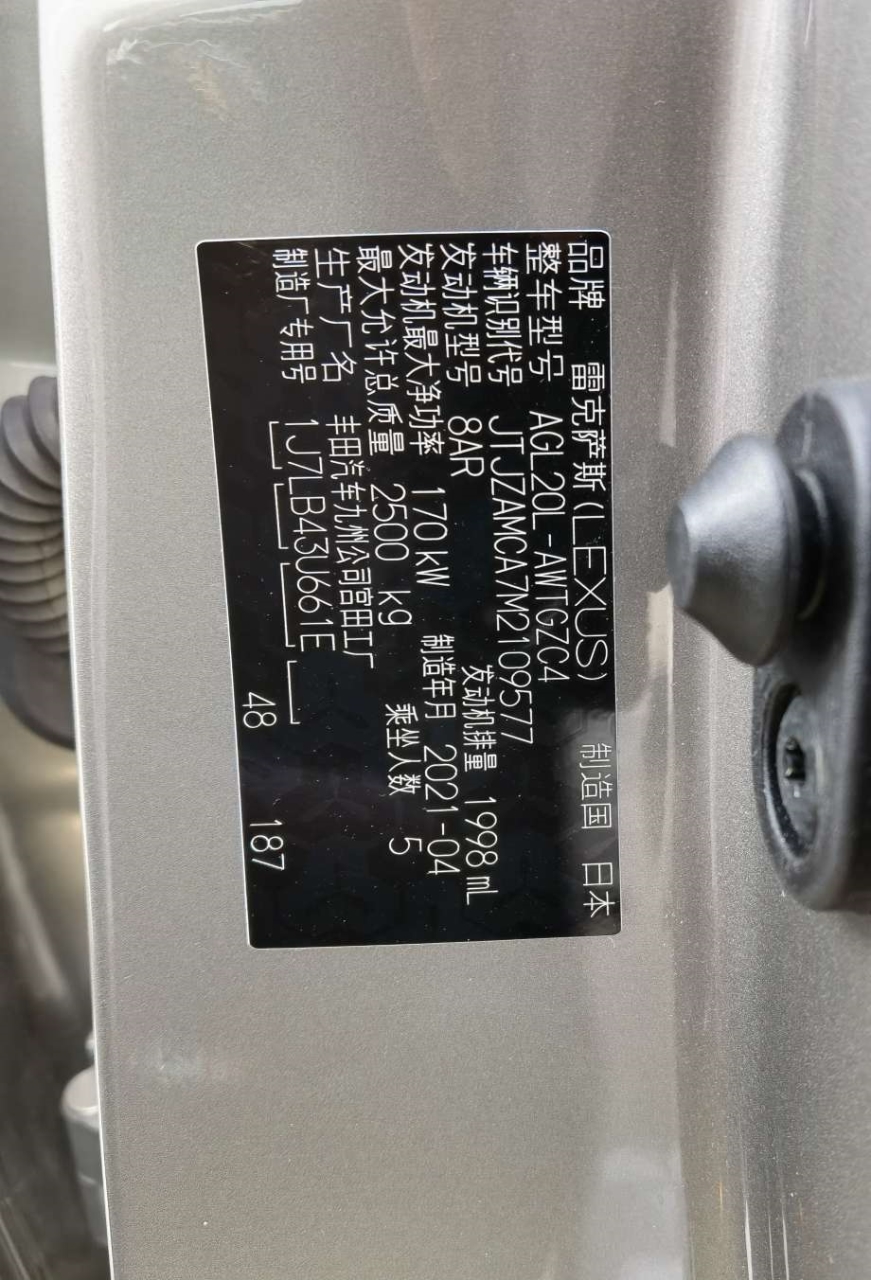 品牌 雷克萨斯(LEXUS) 制造国 日本
整车型号 AGL20L-AWTGZC4
车辆识别代号 JTJZAMCA7M2109577
发动机型号 8AR 发动机排量 1998 mL
发动机最大净功率 170 kW 制造年月 2021-04
最大允许总质量 2500 kg 乘坐人数 5
生产厂名 丰田汽车九州公司宫田工厂
制造厂专用号 1J7LB43U661E
48 187